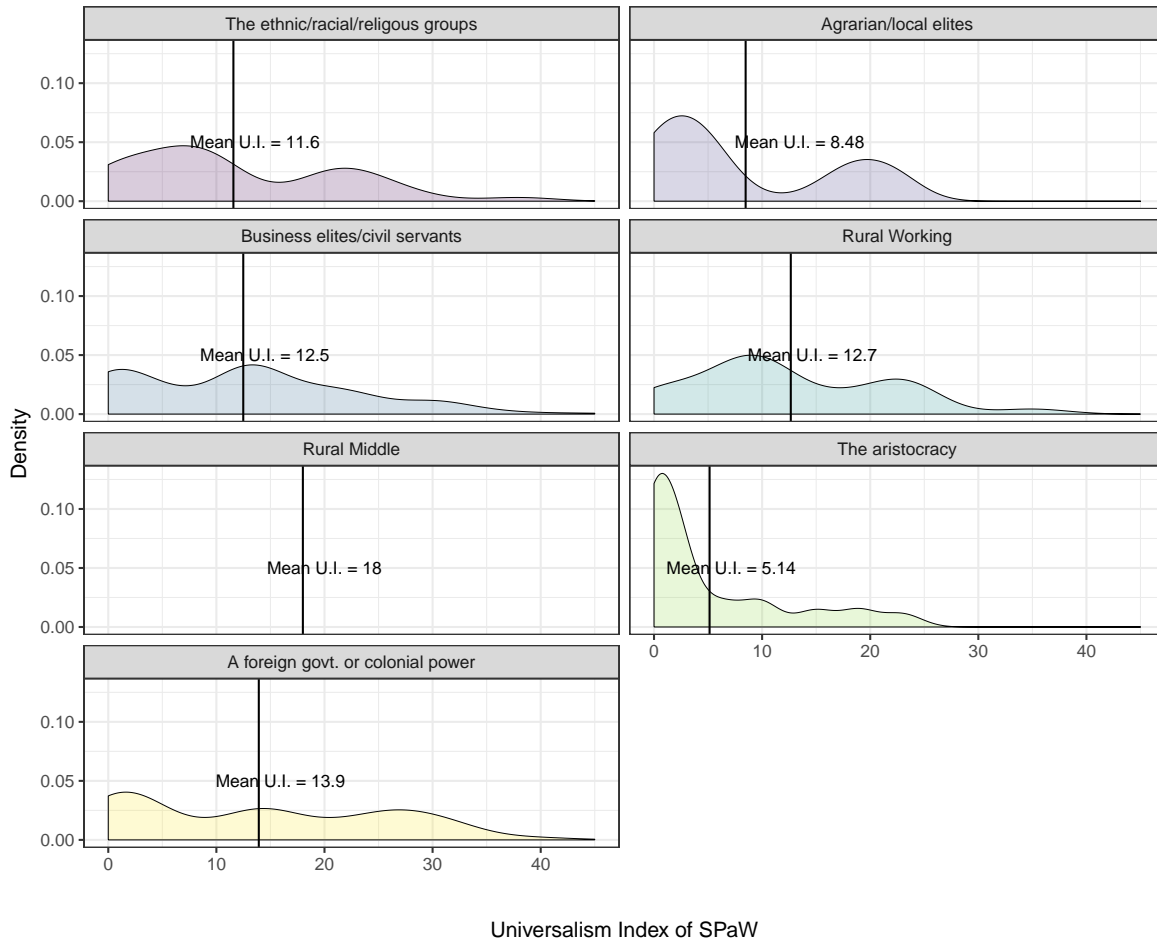 The ethnic/racial/religous groups
Agrarian/local elites
0.10
0.05
0.00
Mean U.I. = 11.6
Mean U.I. = 8.48
Business elites/civil servants
Rural Working
0.10
0.05
0.00
Mean U.I. = 12.5
Mean U.I. = 12.7
Density
Rural Middle
The aristocracy
0.10
0.05
0.00
Mean U.I. = 18
Mean U.I. = 5.14
0 10 20 30 40
A foreign govt. or colonial power
0.10
0.05
0.00
Mean U.I. = 13.9
0 10 20 30 40
Universalism Index of SPaW